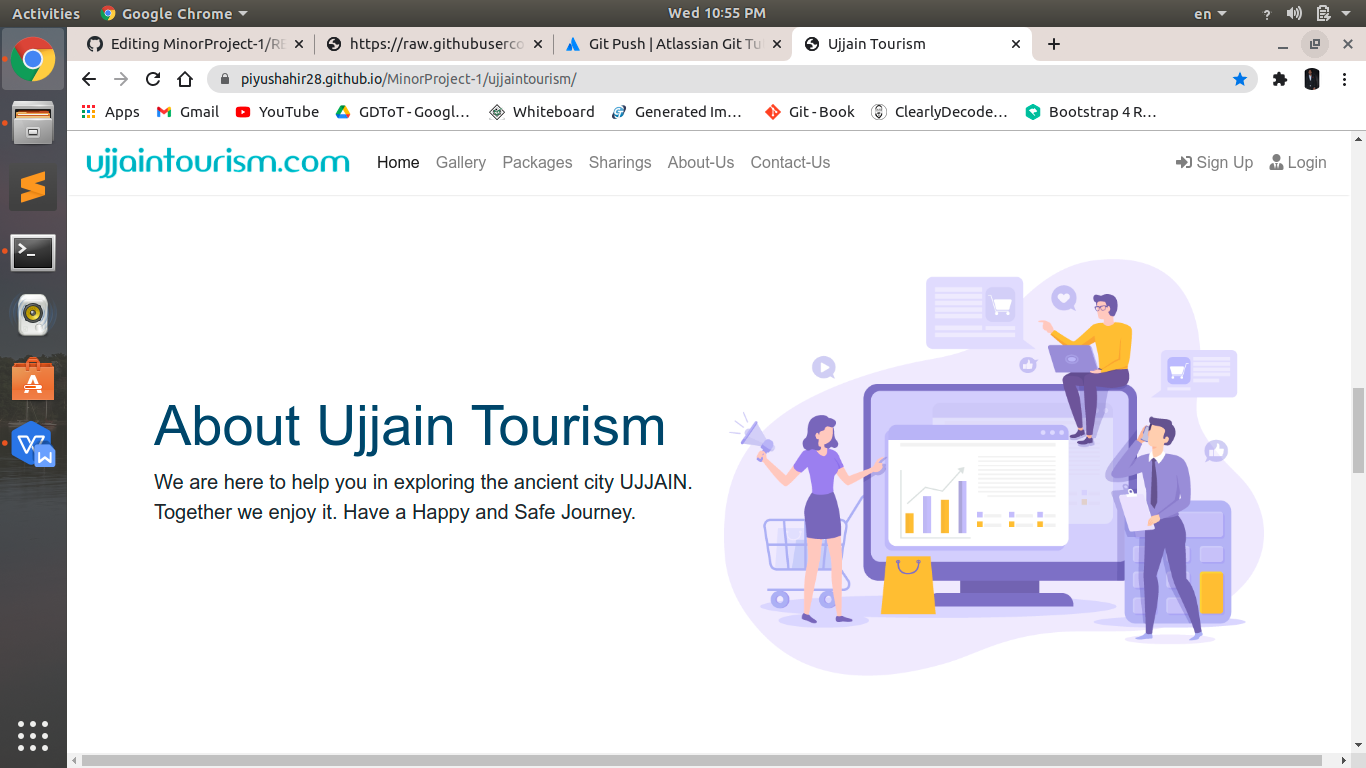 Activities
Google Chrome
Wed 10:55 PM
en
?
Editing MinorProject-1/RE
https://raw.githubuserco
Git Push | Atlassian Git Tu
Ujjain Tourism
piyushahir28.github.io/MinorProject-1/ujjaintourism/
Apps
Gmail
YouTube
GDToT - Googl...
Whiteboard
Generated Im...
Git - Book
ClearlyDecode...
Bootstrap 4 R...
ujjaintourism.com
Home
Gallery
Packages
Sharings
About-Us
Contact-Us
Sign Up
Login
About Ujjain Tourism
We are here to help you in exploring the ancient city UJJAIN.
Together we enjoy it. Have a Happy and Safe Journey.